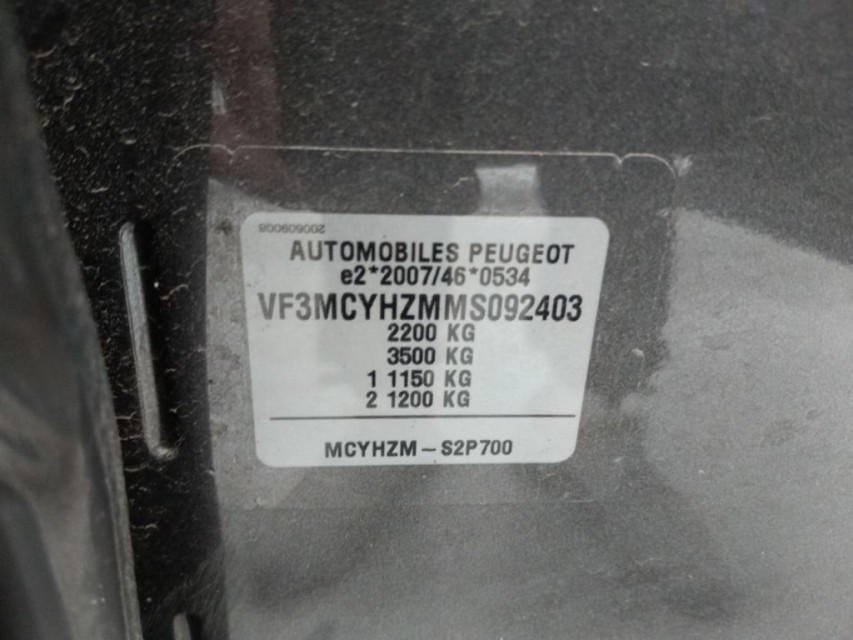 200609008
AUTOMOBILES PEUGEOT
e2*2007/46*0534
VF3MCYHZMMS092403
2200 KG
3500 KG
1 1150 KG
2 1200 KG
MCYHZM – S2P700